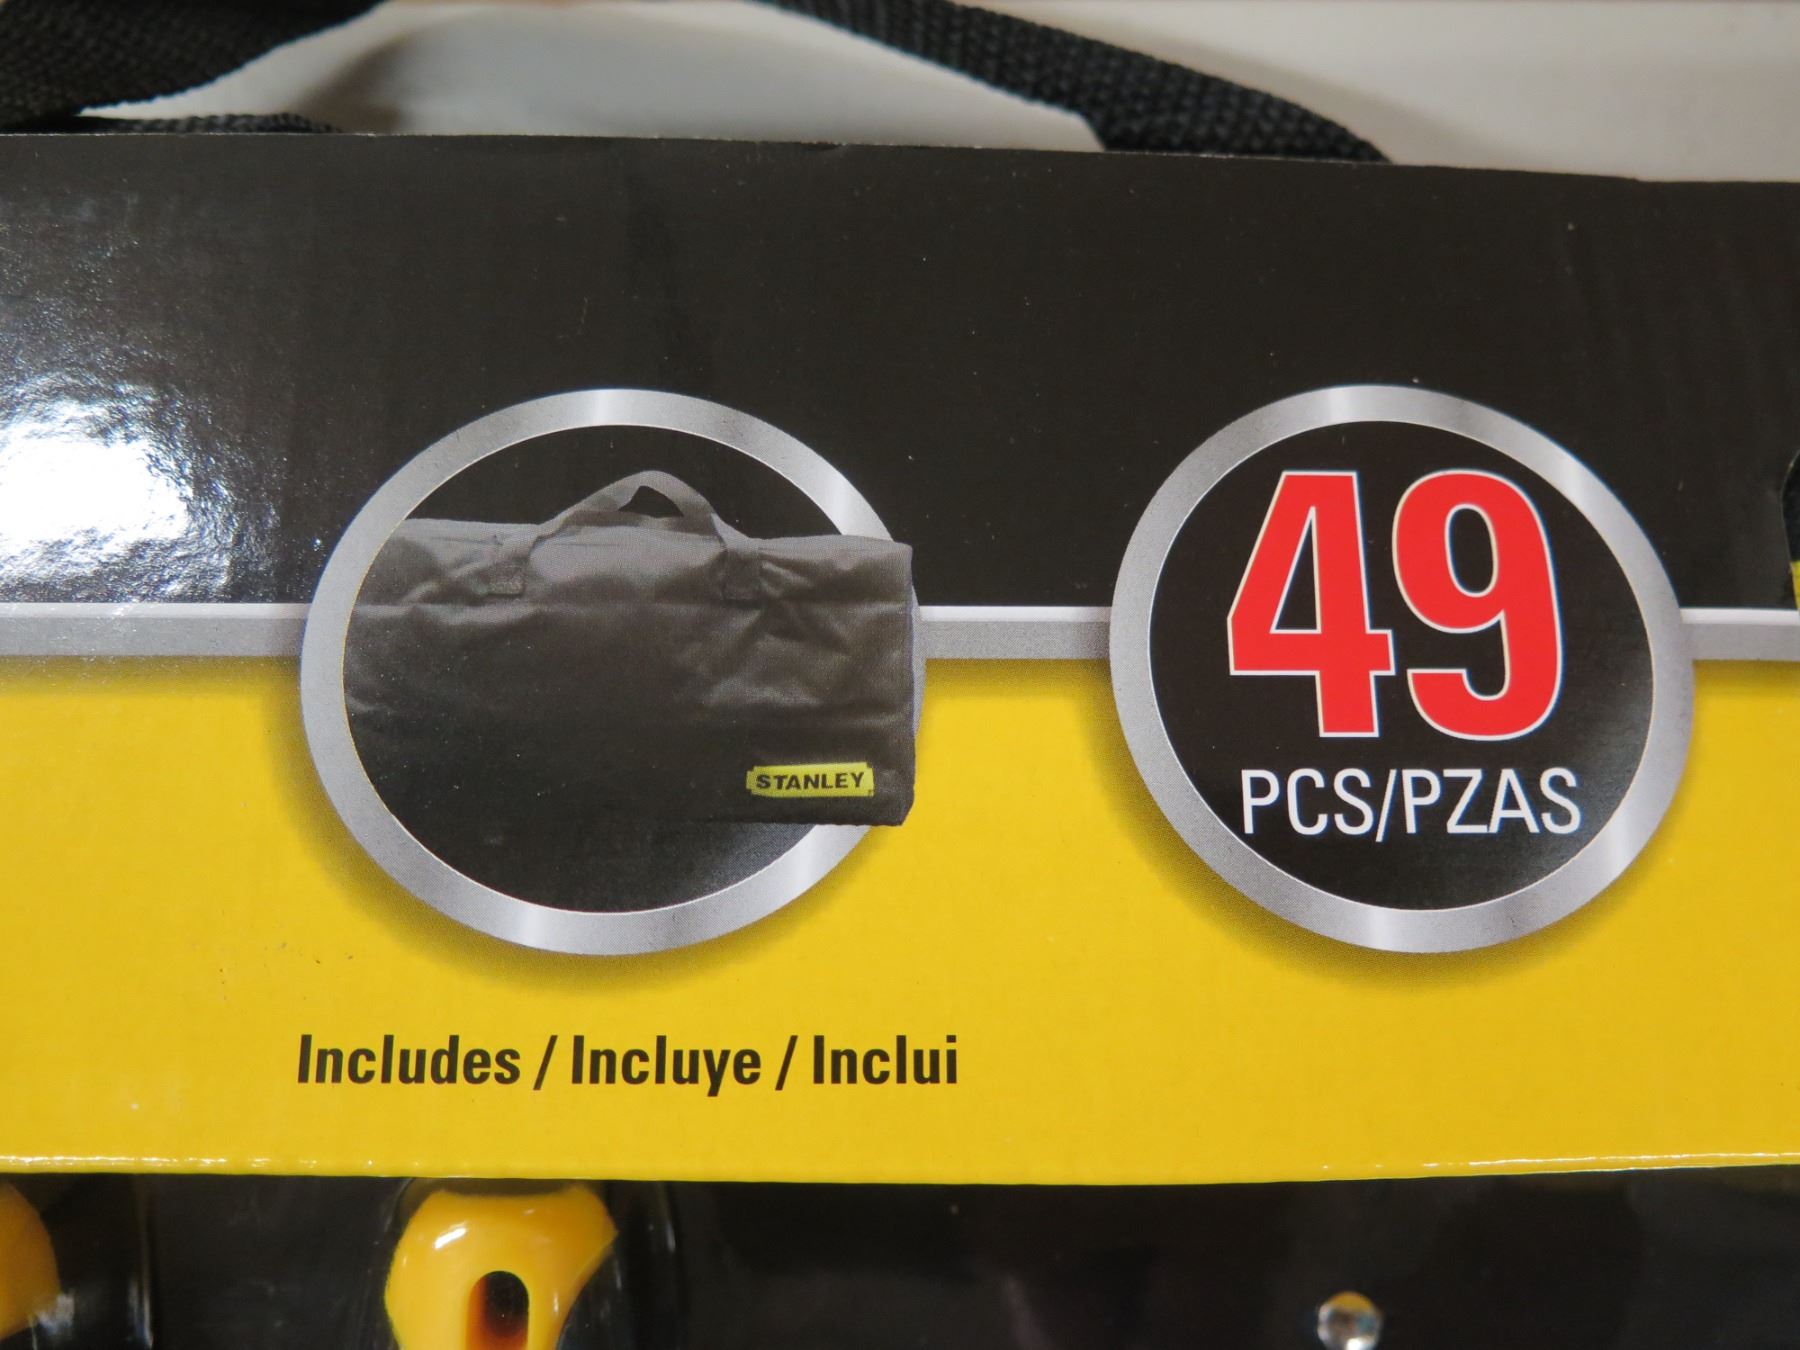 STANLEY
49
PCS/PZAS
Includes / Incluye / Inclui